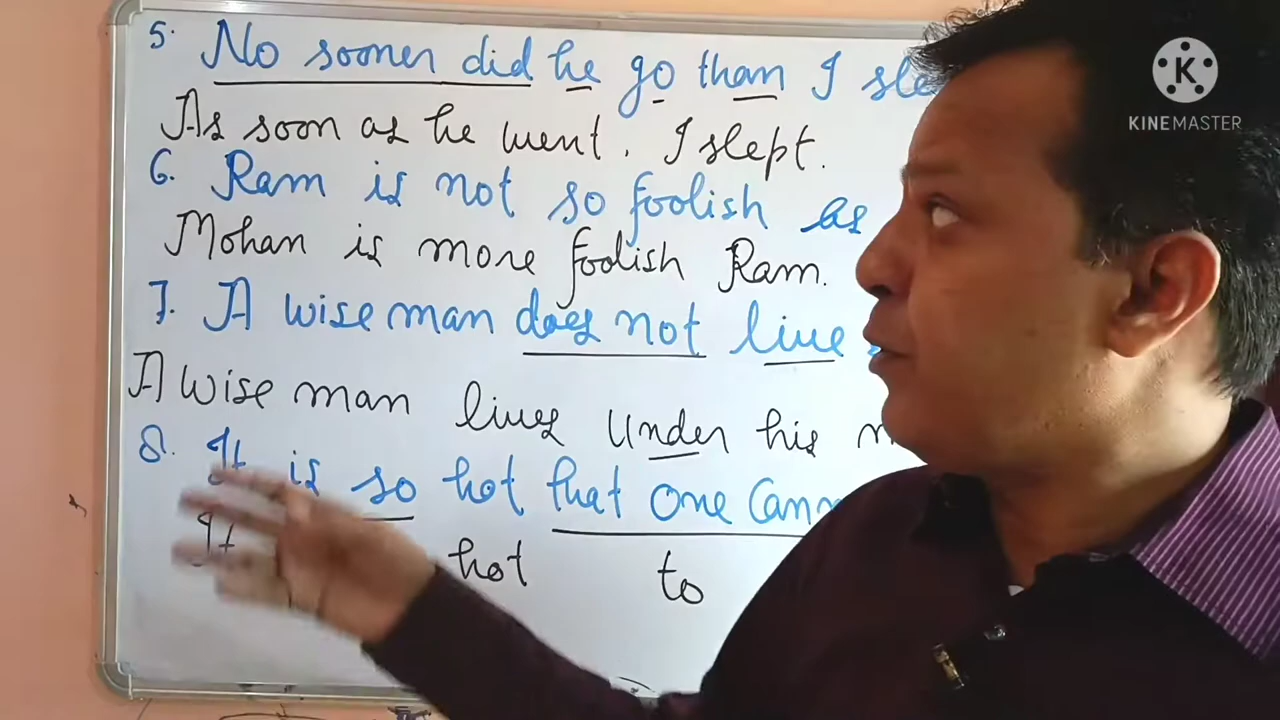 5. No sooner did he go than I
As soon as he went. I slept.
6. Ram is not so foolish as
Mohan is more foolish Ram.
7. A wise man does not live
A wise man lives under his
8. It is so hot that one
It hot to
KINEMASTER